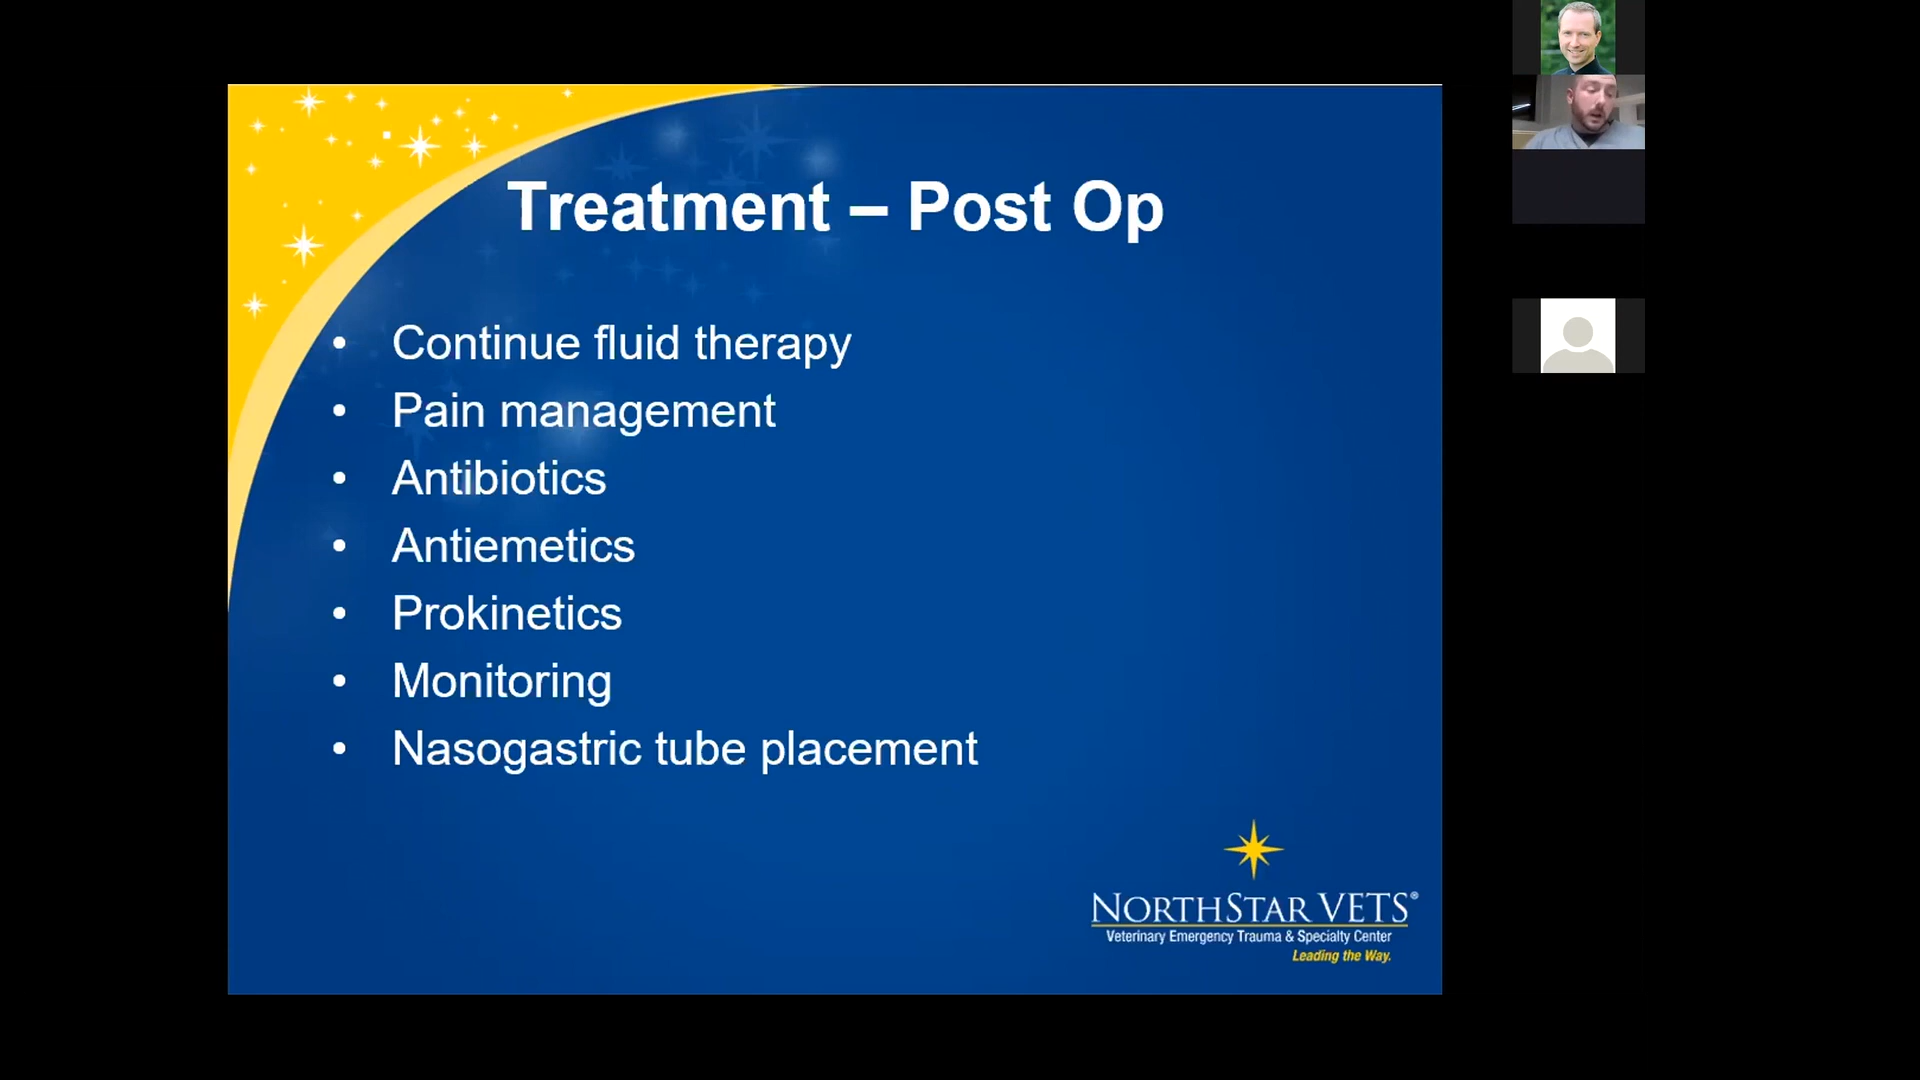 Treatment – Post Op
• Continue fluid therapy
• Pain management
• Antibiotics
• Antiemetics
• Prokinetics
• Monitoring
• Nasogastric tube placement
NORTHSTAR VETS®
Veterinary Emergency Trauma & Specialty Center
Leading the Way.